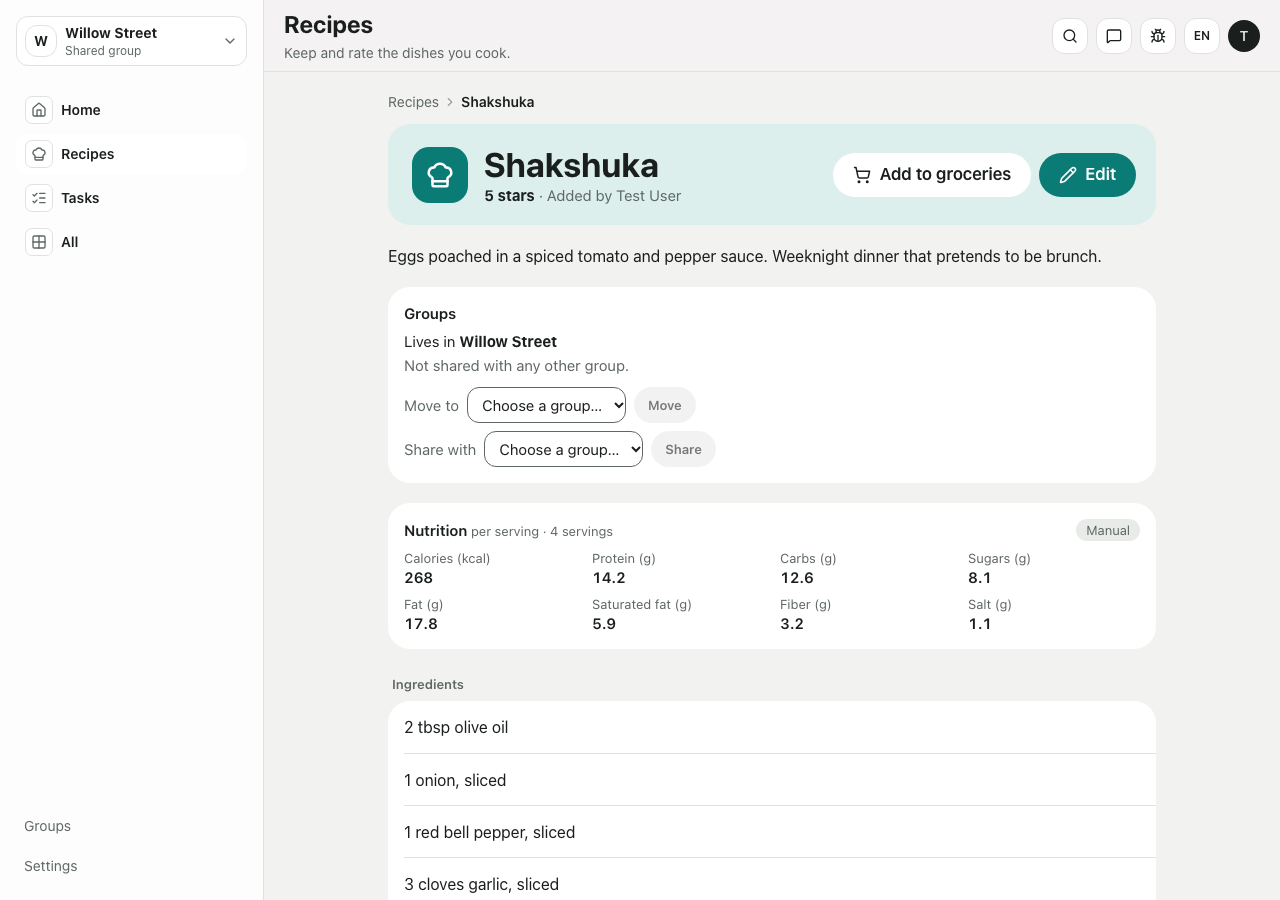 W
Willow Street
Shared group
Home
Recipes
Tasks
All
Groups
Settings
Recipes
Keep and rate the dishes you cook.
EN
T
Recipes > Shakshuka
Shakshuka
5 stars · Added by Test User
Add to groceries
Edit
Eggs poached in a spiced tomato and pepper sauce. Weeknight dinner that pretends to be brunch.
Groups
Lives in Willow Street
Not shared with any other group.
Move to Choose a group... Move
Share with Choose a group... Share
Nutrition per serving · 4 servings Manual
Calories (kcal) Protein (g) Carbs (g) Sugars (g)
268 14.2 12.6 8.1
Fat (g) Saturated fat (g) Fiber (g) Salt (g)
17.8 5.9 3.2 1.1
Ingredients
2 tbsp olive oil
1 onion, sliced
1 red bell pepper, sliced
3 cloves garlic, sliced